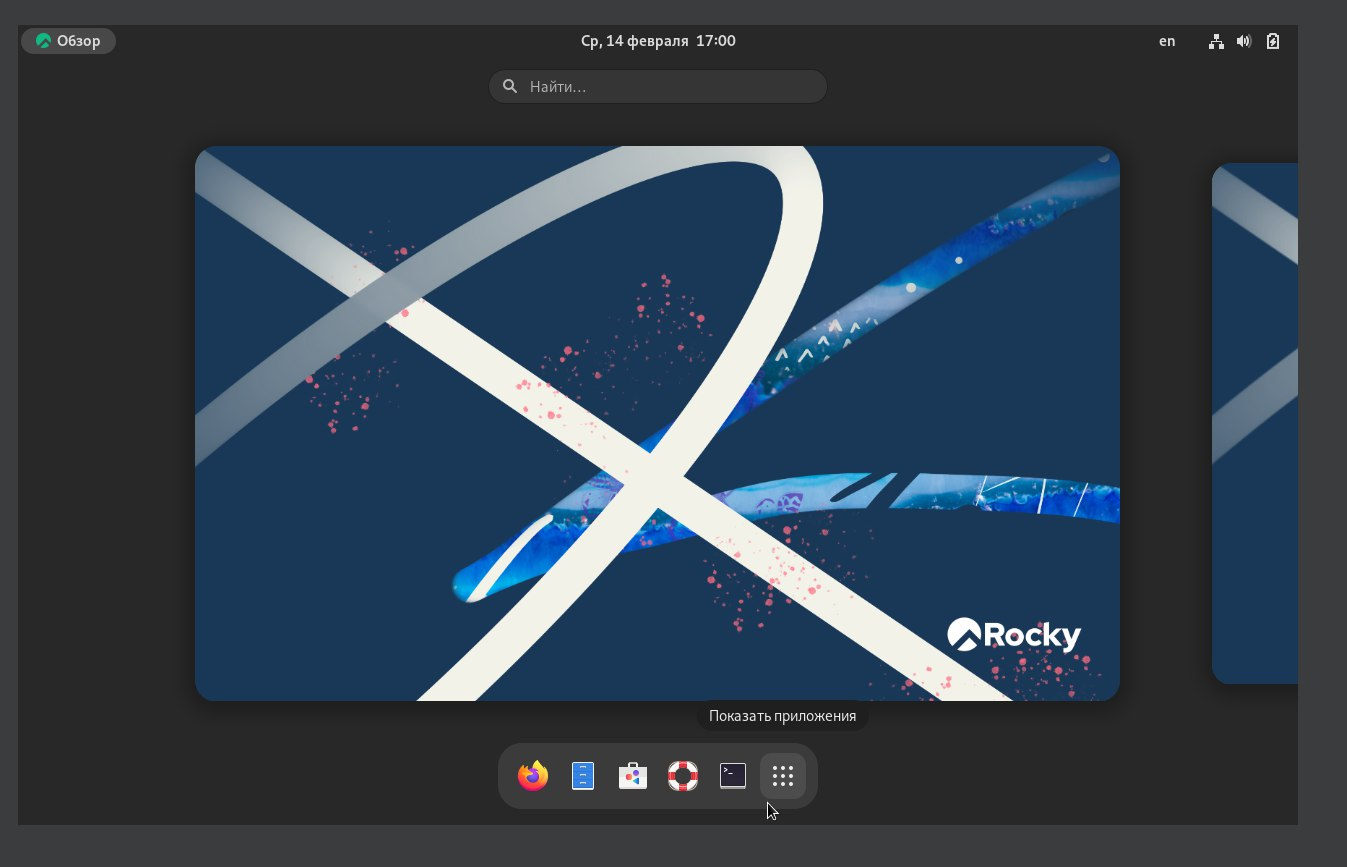 Обзор
Ср, 14 февраля 17:00
en
Найти…
Rocky
Показать приложения